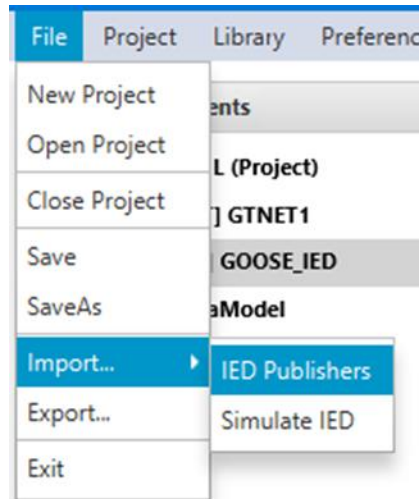 File Project Library Preferenc
New Project
ents
Open Project
L (Project)
Close Project
] GTNET1
Save
GOOSE_IED
SaveAs
aModel
Import...
IED Publishers
Export...
Simulate IED
Exit